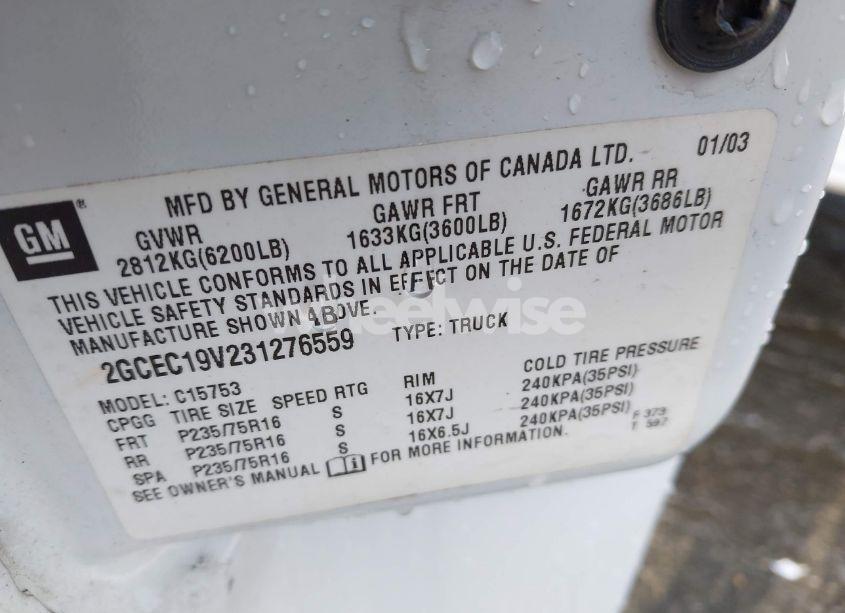 MFD BY GENERAL MOTORS OF CANADA LTD. 01/03
GM ®
GVWR GAWR FRT GAWR RR
2812KG(6200LB) 1633KG(3600LB) 1672KG(3686LB)
THIS VEHICLE CONFORMS TO ALL APPLICABLE U.S. FEDERAL MOTOR
VEHICLE SAFETY STANDARDS IN EFFECT ON THE DATE OF
MANUFACTURE SHOWN ABOVE.
2GCEC19V231276559 TYPE: TRUCK
MODEL: C15753
CPGG TIRE SIZE SPEED RTG RIM COLD TIRE PRESSURE
FRT P235/75R16 S 16X7J 240KPA(35PSI)
RR P235/75R16 S 16X7J 240KPA(35PSI)
SPA P235/75R16 S 16X6.5J 240KPA(35PSI)
SEE OWNER'S MANUAL FOR MORE INFORMATION.
F 373
T 597
wheelwise